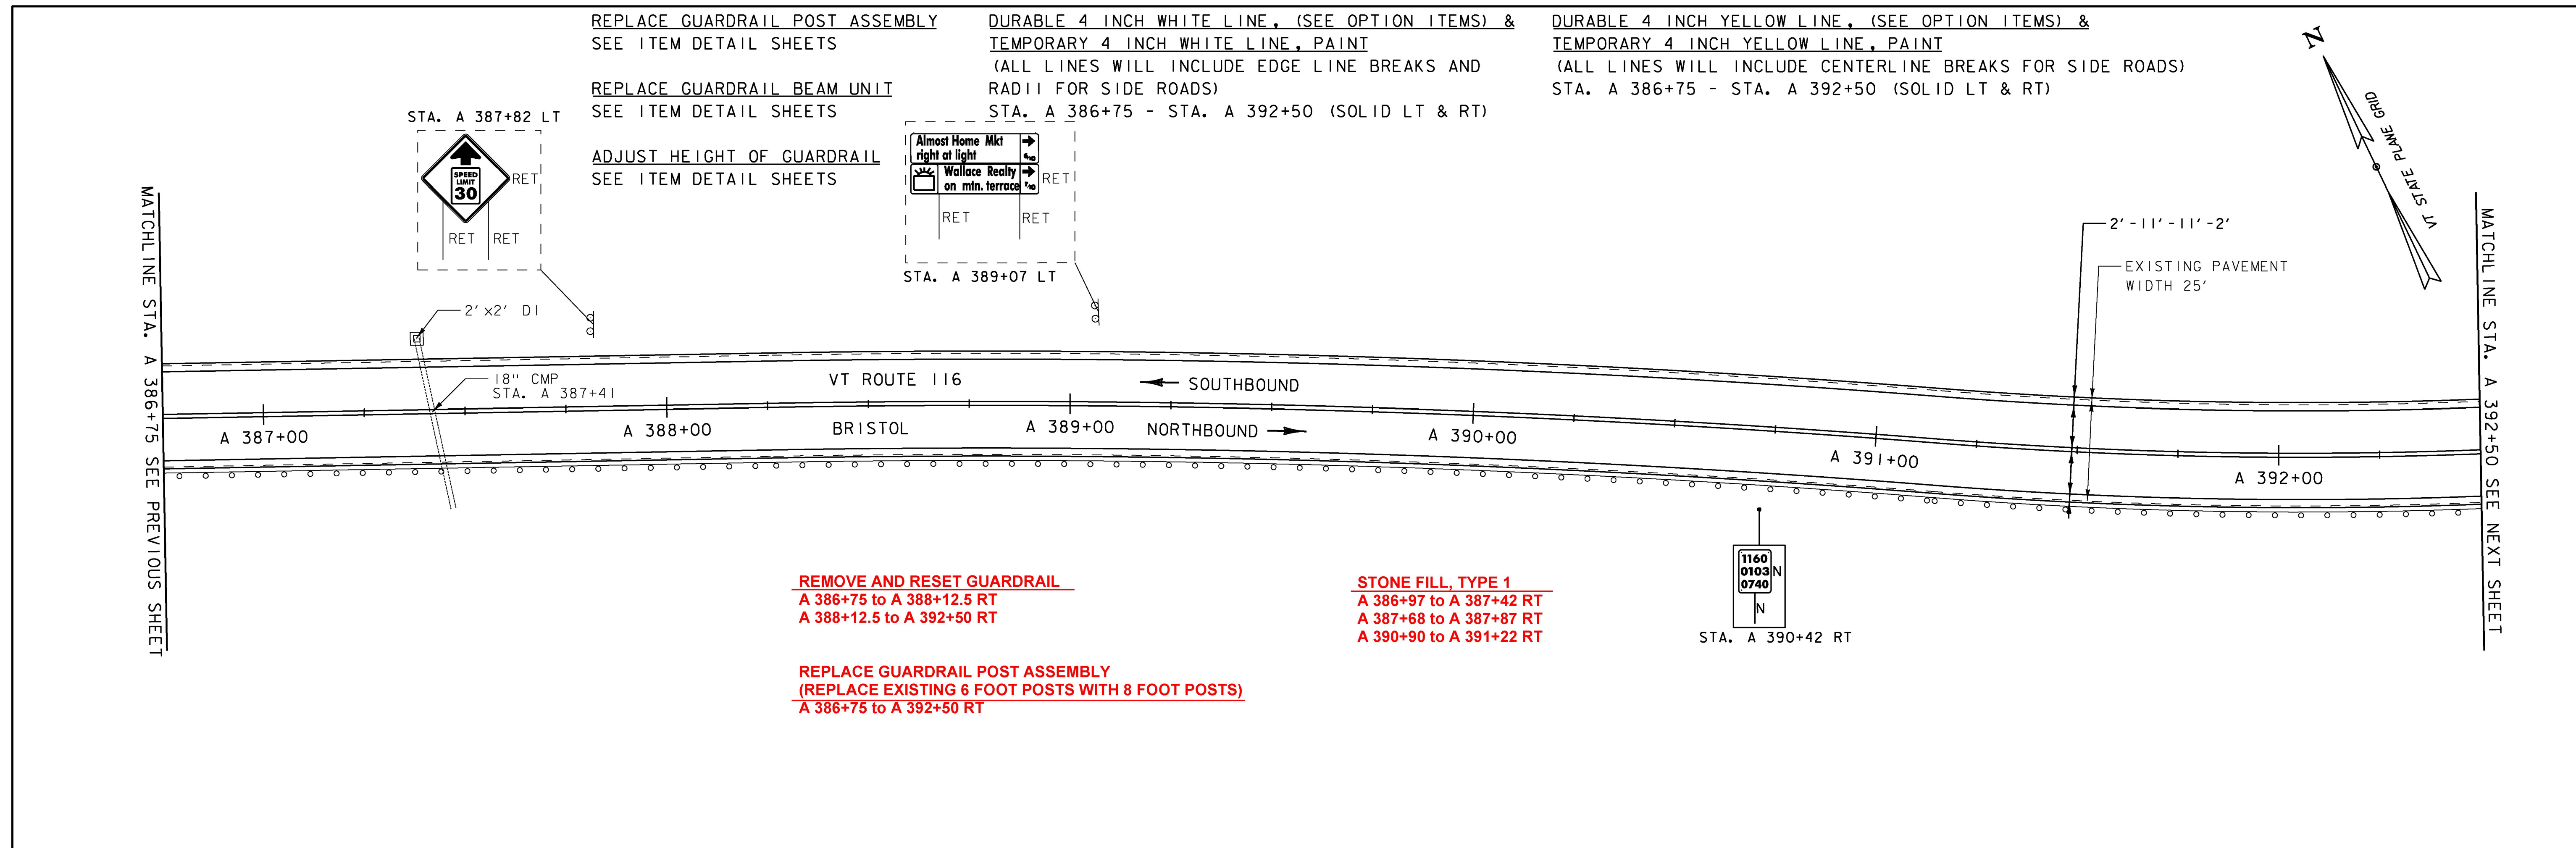 REPLACE GUARDRAIL POST ASSEMBLY
SEE ITEM DETAIL SHEETS
REPLACE GUARDRAIL BEAM UNIT
SEE ITEM DETAIL SHEETS
ADJUST HEIGHT OF GUARDRAIL
SEE ITEM DETAIL SHEETS
DURABLE 4 INCH WHITE LINE, (SEE OPTION ITEMS) &
TEMPORARY 4 INCH WHITE LINE, PAINT
(ALL LINES WILL INCLUDE EDGE LINE BREAKS AND
RADII FOR SIDE ROADS)
STA. A 386+75 - STA. A 392+50 (SOLID LT & RT)
DURABLE 4 INCH YELLOW LINE, (SEE OPTION ITEMS) &
TEMPORARY 4 INCH YELLOW LINE, PAINT
(ALL LINES WILL INCLUDE CENTERLINE BREAKS FOR SIDE ROADS)
STA. A 386+75 - STA. A 392+50 (SOLID LT & RT)
N
VT STATE PLANE GRID
STA. A 387+82 LT
SPEED
LIMIT
30
RET
RET RET
Almost Home Mkt
right at light
Wallace Realty
on mtn. terrace
7/10
RET
RET RET
STA. A 389+07 LT
MATCHLINE STA. A 386+75 SEE PREVIOUS SHEET
2'x2' DI
18" CMP
STA. A 387+41
VT ROUTE 116
SOUTHBOUND
2'-11'-11'-2'
EXISTING PAVEMENT
WIDTH 25'
A 387+00
A 388+00
BRISTOL
A 389+00
NORTHBOUND
A 390+00
A 391+00
A 392+00
MATCHLINE STA. A 392+50 SEE NEXT SHEET
REMOVE AND RESET GUARDRAIL
A 386+75 to A 388+12.5 RT
A 388+12.5 to A 392+50 RT
STONE FILL, TYPE 1
A 386+97 to A 387+42 RT
A 387+68 to A 387+87 RT
A 390+90 to A 391+22 RT
1160
0103
0740
N
N
STA. A 390+42 RT
REPLACE GUARDRAIL POST ASSEMBLY
(REPLACE EXISTING 6 FOOT POSTS WITH 8 FOOT POSTS)
A 386+75 to A 392+50 RT